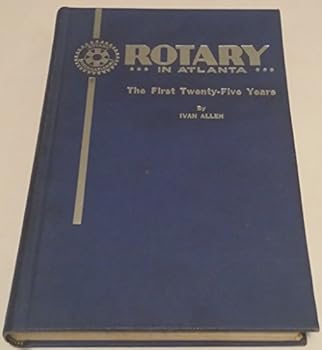 ROTARY
*** IN ATLANTA ***
The First Twenty-Five Years
By
IVAN ALLEN